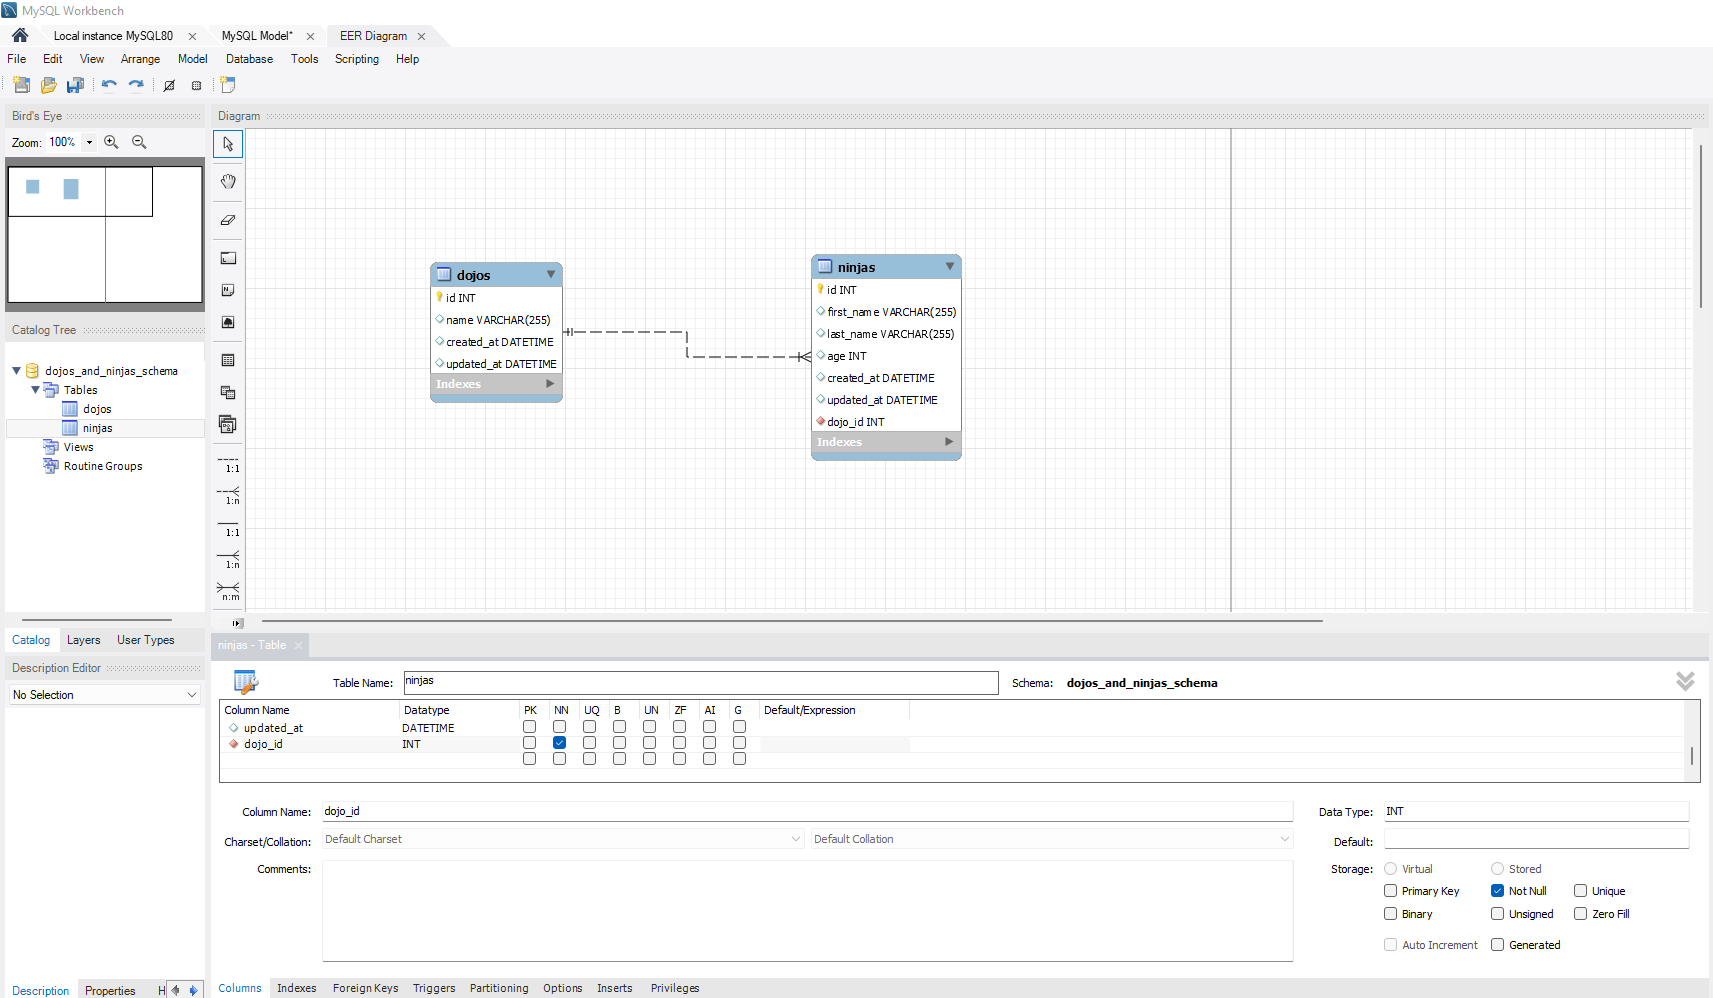 MySQL Workbench
Local instance MySQL80
MySQL Model*
EER Diagram
File Edit View Arrange Model Database Tools Scripting Help
Bird's Eye
Zoom: 100%
Diagram
Catalog Tree
dojos_and_ninjas_schema
Tables
dojos
ninjas
Views
Routine Groups
1:1
1:n
1:1
1:n
n:m
dojos
id INT
name VARCHAR(255)
created_at DATETIME
updated_at DATETIME
Indexes
ninjas
id INT
first_name VARCHAR(255)
last_name VARCHAR(255)
age INT
created_at DATETIME
updated_at DATETIME
dojo_id INT
Indexes
Catalog Layers User Types
Description Editor
No Selection
Description Properties H
ninjas - Table
Table Name: ninjas
Schema: dojos_and_ninjas_schema
Column Name Datatype PK NN UQ B UN ZF AI G Default/Expression
updated_at DATETIME
dojo_id INT
Column Name: dojo_id
Data Type: INT
Charset/Collation: Default Charset Default Collation
Default:
Comments:
Storage: Virtual Stored
Primary Key Not Null Unique
Binary Unsigned Zero Fill
Auto Increment Generated
Columns Indexes Foreign Keys Triggers Partitioning Options Inserts Privileges